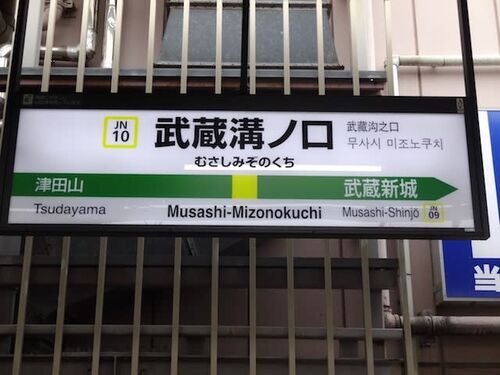 JN
10
武蔵溝ノ口
武藏沟之口
무사시 미조노쿠치
むさしみぞのくち
津田山
武蔵新城
Tsudayama
Musashi-Mizonokuchi
Musashi-Shinjō
JN
09
当